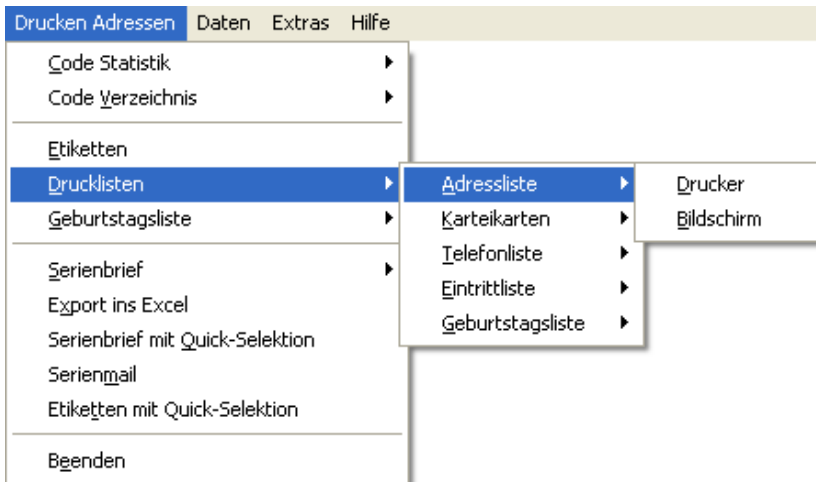 Drucken Adressen Daten Extras Hilfe
Code Statistik
Code Verzeichnis
Etiketten
Drucklisten
Geburtstagsliste
Serienbrief
Export ins Excel
Serienbrief mit Quick-Selektion
Serienmail
Etiketten mit Quick-Selektion
Beenden
Adressliste
Karteikarten
Telefonliste
Eintrittliste
Geburtstagsliste
Drucker
Bildschirm